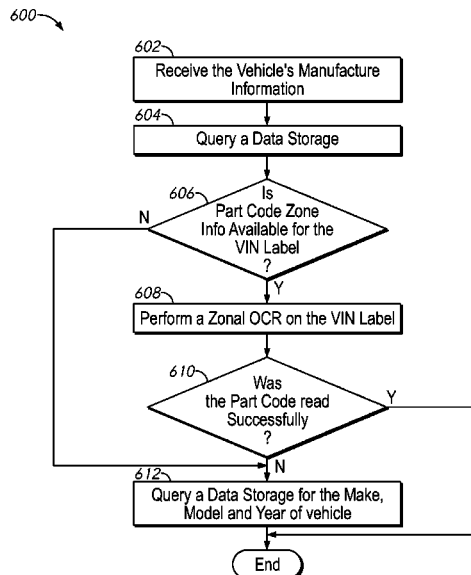 600
602
Receive the Vehicle's Manufacture
Information
604
Query a Data Storage
606
Is
Part Code Zone
Info Available for the
VIN Label
?
N
Y
608
Perform a Zonal OCR on the VIN Label
610
Was
the Part Code read
Successfully
?
Y
N
612
Query a Data Storage for the Make,
Model and Year of vehicle
End